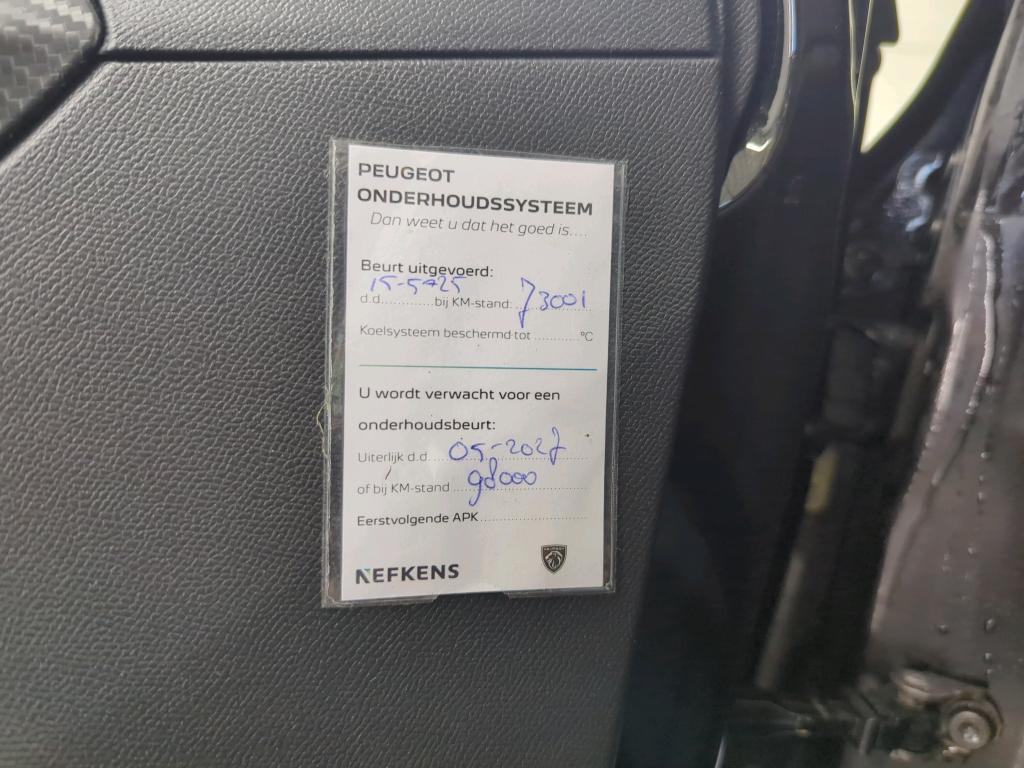 PEUGEOT
ONDERHOUDSSYSTEEM
Dan weet u dat het goed is....
Beurt uitgevoerd:
d.d. 15-5-25 bij KM-stand: 73001
Koelsysteem beschermd tot ............°C
U wordt verwacht voor een
onderhoudsbeurt:
Uiterlijk d.d. 05-2027
of bij KM-stand 98000
Eerstvolgende APK
NEFKENS